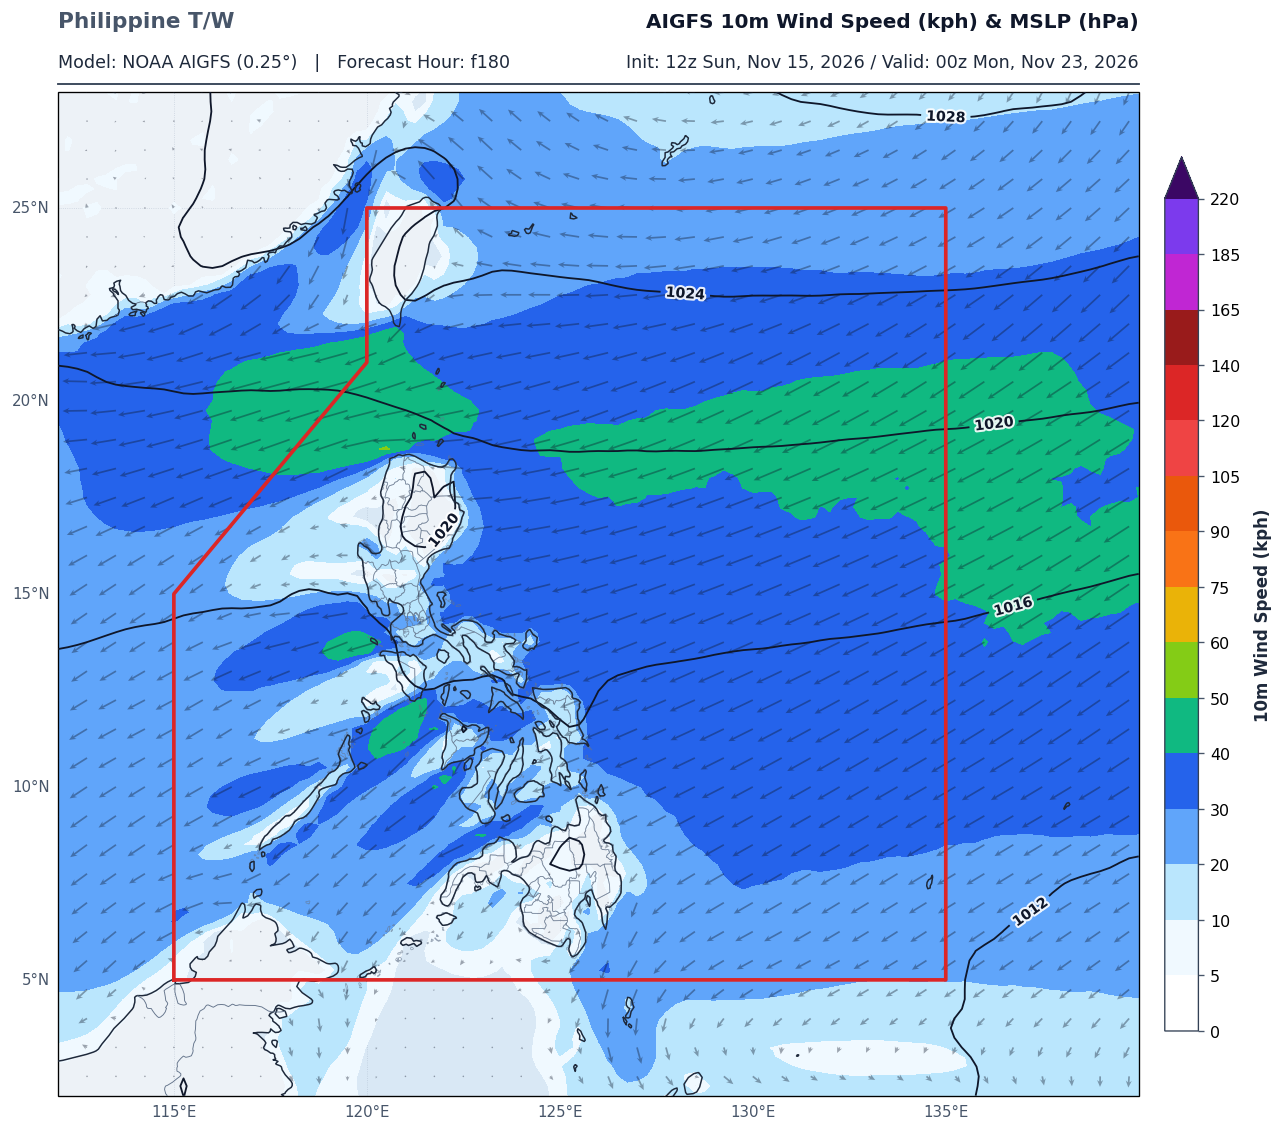 Philippine T/W
AIGFS 10m Wind Speed (kph) & MSLP (hPa)
Model: NOAA AIGFS (0.25°) | Forecast Hour: f180
Init: 12z Sun, Nov 15, 2026 / Valid: 00z Mon, Nov 23, 2026
1028
25°N
1024
20°N
1020
1020
15°N
1016
10°N
1012
5°N
115°E
120°E
125°E
130°E
135°E
220
185
165
140
120
105
90
75
60
50
40
30
20
10
5
0
10m Wind Speed (kph)